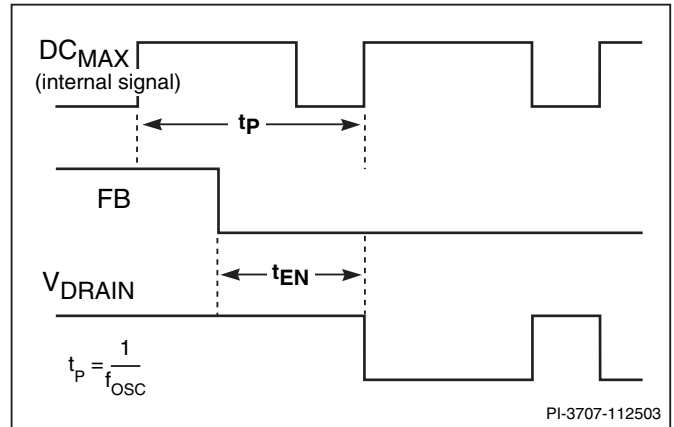 DCMAX
(internal signal)
tP
FB
tEN
VDRAIN
tP = 1/fOSC
PI-3707-112503